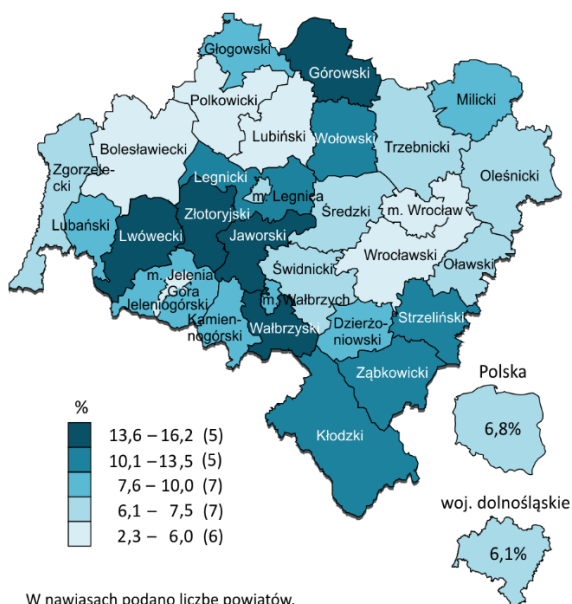 Głogowski
Górowski
Milicki
Polkowicki
Lubiński
Wołowski
Trzebnicki
Bolesławiecki
Zgorzele-
cki
Legnicki
m. Legnica
Oleśnicki
Lubański
Lwówecki
Złotoryjski
Jaworski
Średzki
m. Wrocław
Wrocławski
Oławski
m. Jelenia
Góra
Jeleniogórski
Kamien-
nogórski
Świdnicki
m. Wałbrzych
Wałbrzyski
Dzierżo-
niowski
Strzeliński
Ząbkowicki
Kłodzki
Polska
6,8%
woj. dolnośląskie
6,1%
%
13,6 – 16,2 (5)
10,1 – 13,5 (5)
7,6 – 10,0 (7)
6,1 – 7,5 (7)
2,3 – 6,0 (6)
W nawiasach podano liczbę powiatów.